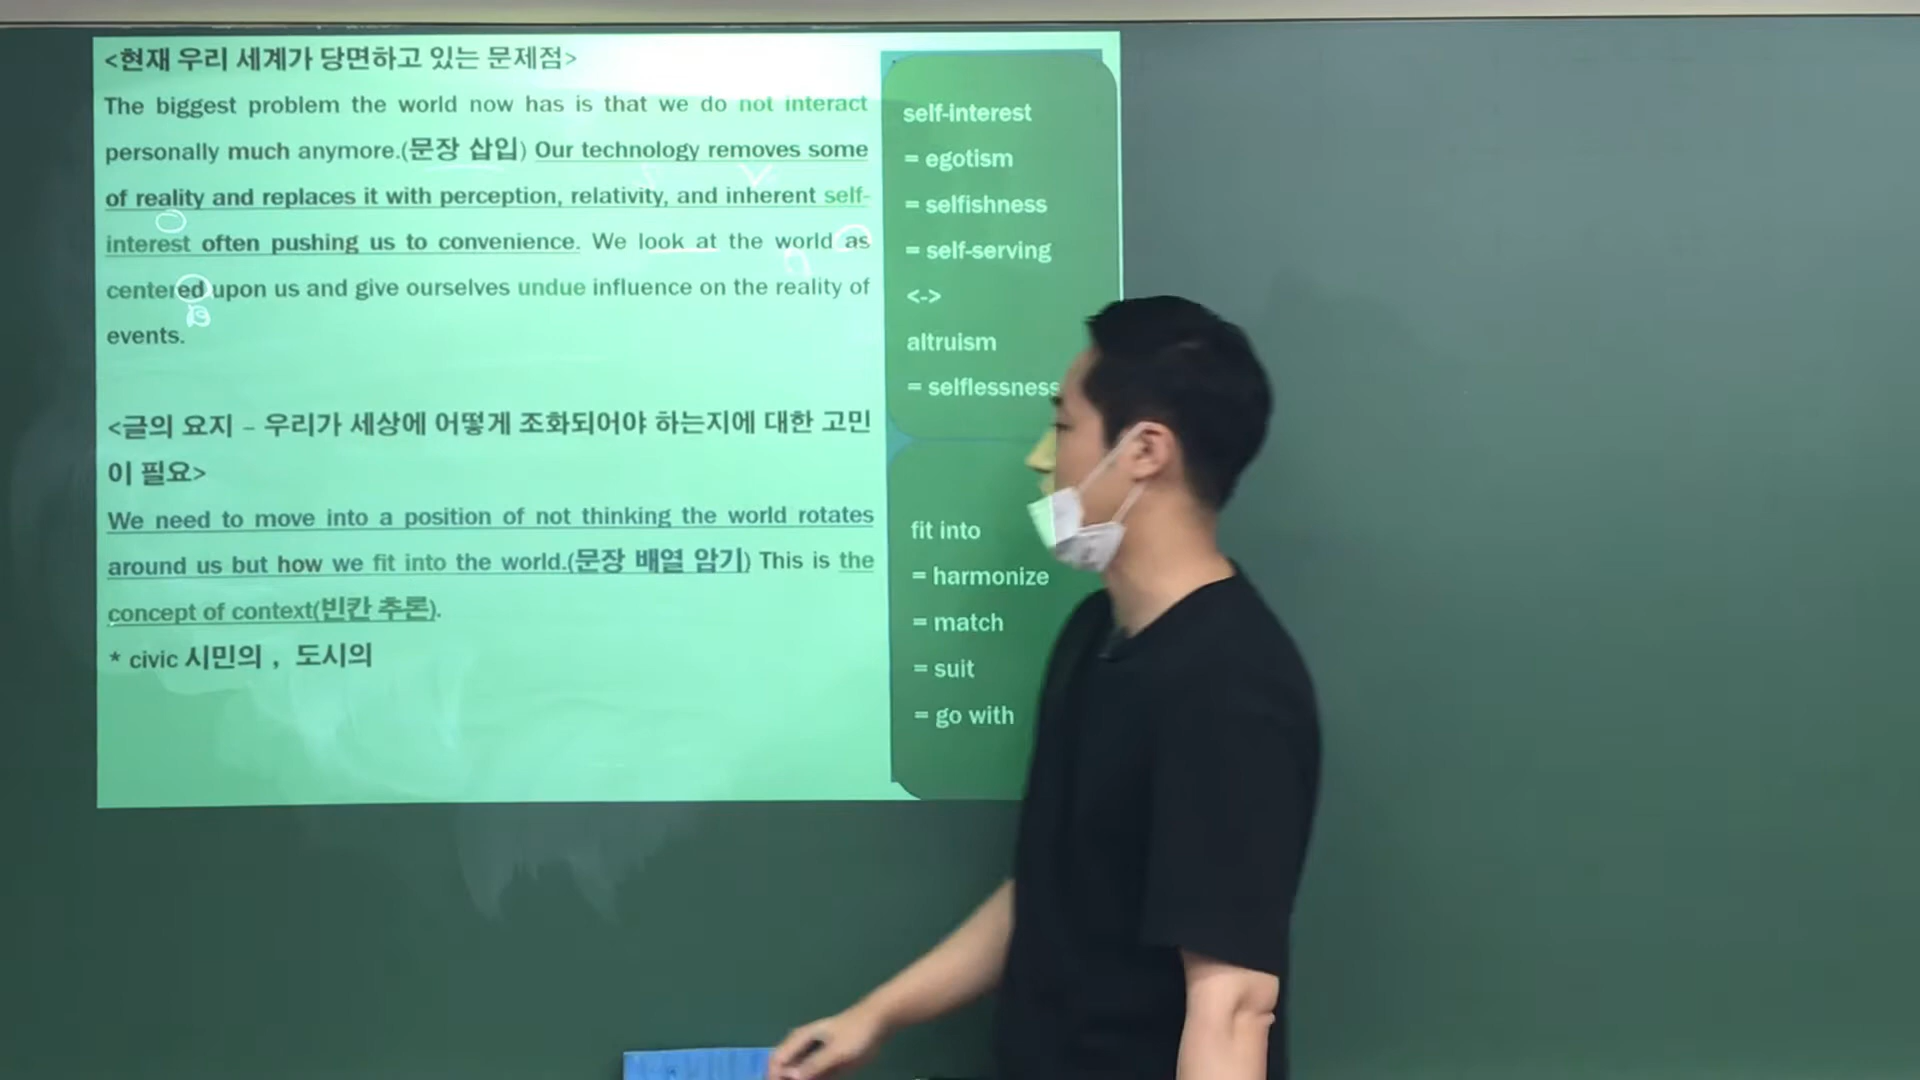 <현재 우리 세계가 당면하고 있는 문제점>
The biggest problem the world now has is that we do not interact
personally much anymore.(문장 삽입) Our technology removes some
of reality and replaces it with perception, relativity, and inherent self-
interest often pushing us to convenience. We look at the world as
centered upon us and give ourselves undue influence on the reality of
events.
<글의 요지 – 우리가 세상에 어떻게 조화되어야 하는지에 대한 고민
이 필요>
We need to move into a position of not thinking the world rotates
around us but how we fit into the world.(문장 배열 암기) This is the
concept of context(빈칸 추론).
* civic 시민의 , 도시의
self-interest
= egotism
= selfishness
= self-serving
<->
altruism
= selflessness
fit into
= harmonize
= match
= suit
= go with